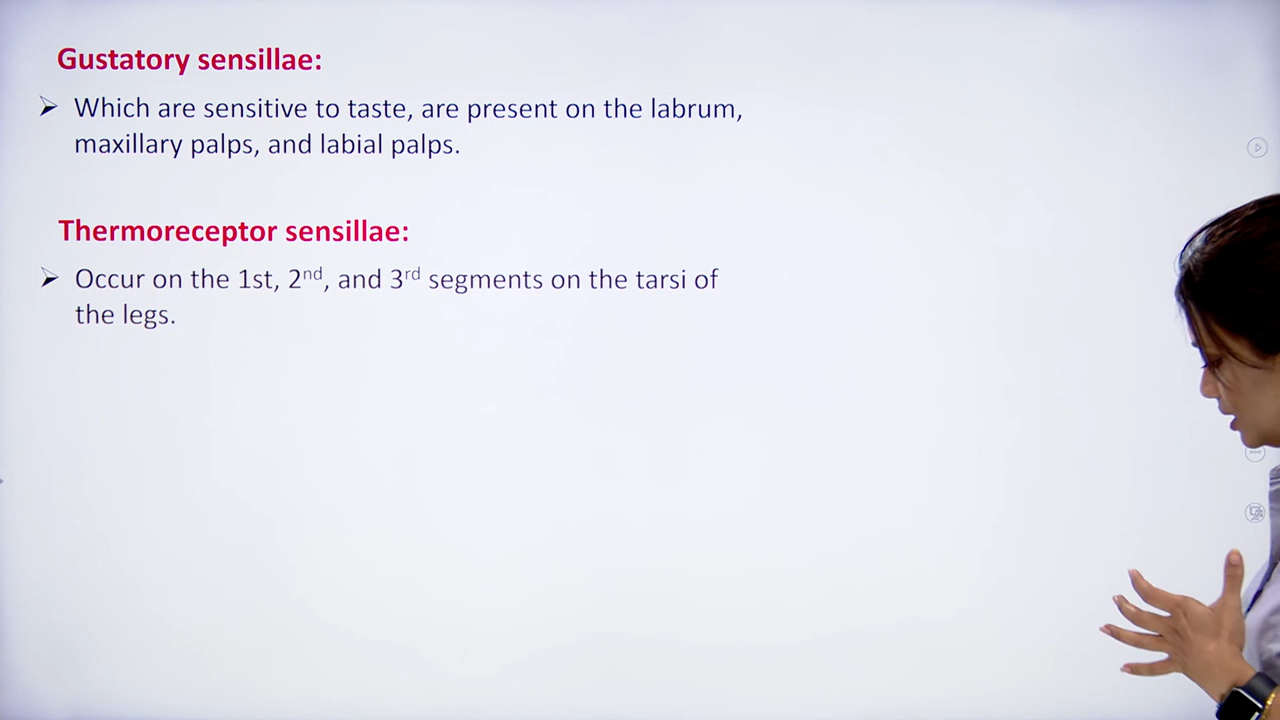 Gustatory sensillae:
➢ Which are sensitive to taste, are present on the labrum,
maxillary palps, and labial palps.
Thermoreceptor sensillae:
➢ Occur on the 1st, 2nd, and 3rd segments on the tarsi of
the legs.